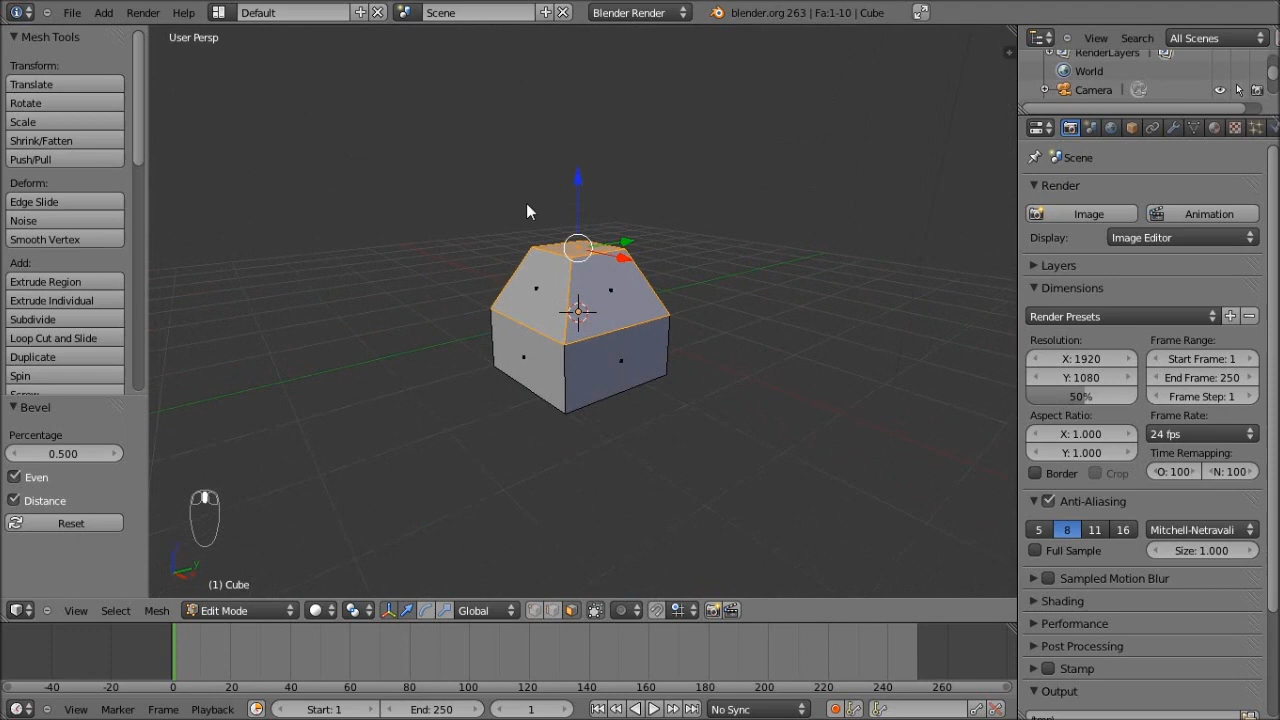 File Add Render Help Default Scene Blender Render blender.org 263 | Fa:1-10 | Cube
Mesh Tools
Transform:
Translate
Rotate
Scale
Shrink/Fatten
Push/Pull
Deform:
Edge Slide
Noise
Smooth Vertex
Add:
Extrude Region
Extrude Individual
Subdivide
Loop Cut and Slide
Duplicate
Spin
Screw
Bevel
Percentage
0.500
Even
Distance
Reset
User Persp
(1) Cube
View Select Mesh Edit Mode Global
-40 -20 0 20 40 60 80 100 120 140 160 180 200 220 240 260
View Marker Frame Playback Start: 1 End: 250 1 No Sync
View Search All Scenes
RenderLayers
World
Camera
Scene
Render
Image Animation
Display: Image Editor
Layers
Dimensions
Render Presets
Resolution: Frame Range:
X: 1920 Start Frame: 1
Y: 1080 End Frame: 250
50% Frame Step: 1
Aspect Ratio: Frame Rate:
X: 1.000 24 fps
Y: 1.000 Time Remapping:
Border Crop O: 100 N: 100
Anti-Aliasing
5 8 11 16 Mitchell-Netravali
Full Sample Size: 1.000
Sampled Motion Blur
Shading
Performance
Post Processing
Stamp
Output